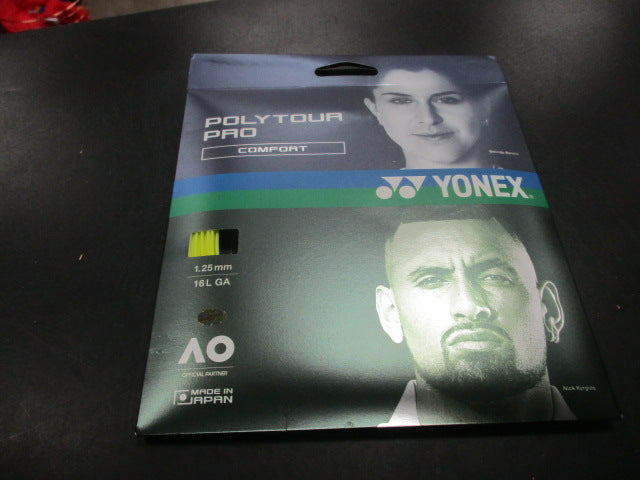 POLYTOUR
PRO
COMFORT
YONEX
1.25mm
16L GA
AO
OFFICIAL PARTNER
MADE IN
JAPAN
Nick Kyrgios